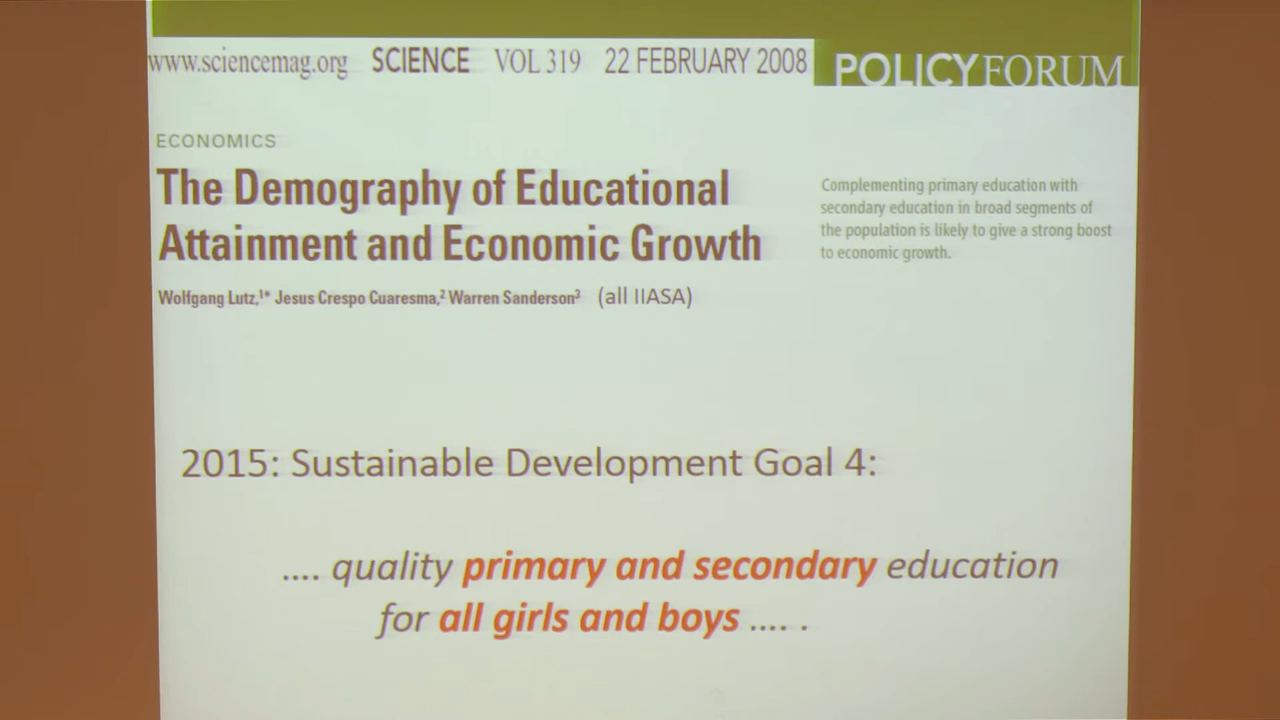 www.sciencemag.org SCIENCE VOL 319 22 FEBRUARY 2008 POLICYFORUM
ECONOMICS
The Demography of Educational
Attainment and Economic Growth
Complementing primary education with
secondary education in broad segments of
the population is likely to give a strong boost
to economic growth.
Wolfgang Lutz,¹* Jesus Crespo Cuaresma,² Warren Sanderson³ (all IIASA)
2015: Sustainable Development Goal 4:
.... quality primary and secondary education
for all girls and boys .... .